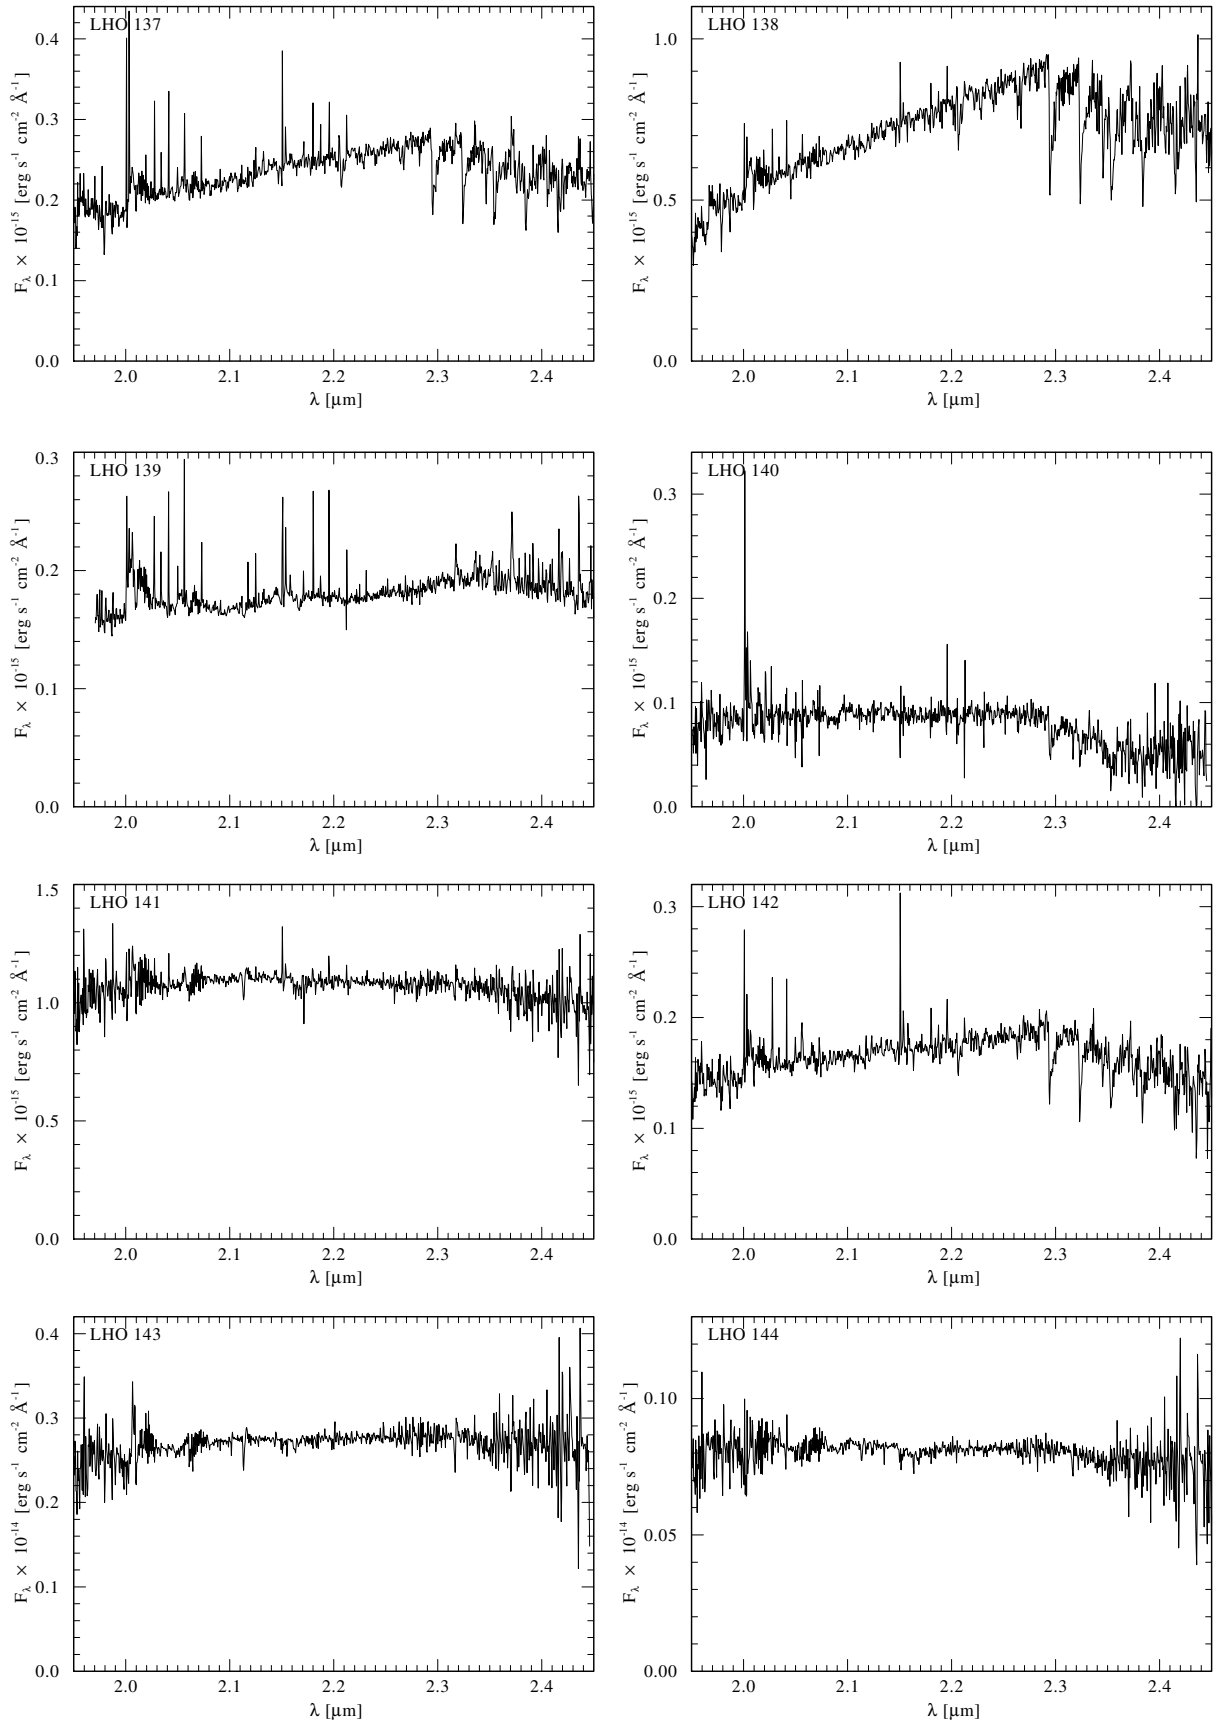 LHO 137
0.4
0.3
0.2
0.1
0.0
F_λ × 10⁻¹⁵ [erg s⁻¹ cm⁻² Å⁻¹]
2.0 2.1 2.2 2.3 2.4
λ [μm]
LHO 138
1.0
0.5
0.0
F_λ × 10⁻¹⁵ [erg s⁻¹ cm⁻² Å⁻¹]
2.0 2.1 2.2 2.3 2.4
λ [μm]
LHO 139
0.3
0.2
0.1
0.0
F_λ × 10⁻¹⁵ [erg s⁻¹ cm⁻² Å⁻¹]
2.0 2.1 2.2 2.3 2.4
λ [μm]
LHO 140
0.3
0.2
0.1
0.0
F_λ × 10⁻¹⁵ [erg s⁻¹ cm⁻² Å⁻¹]
2.0 2.1 2.2 2.3 2.4
λ [μm]
LHO 141
1.5
1.0
0.5
0.0
F_λ × 10⁻¹⁵ [erg s⁻¹ cm⁻² Å⁻¹]
2.0 2.1 2.2 2.3 2.4
λ [μm]
LHO 142
0.3
0.2
0.1
0.0
F_λ × 10⁻¹⁵ [erg s⁻¹ cm⁻² Å⁻¹]
2.0 2.1 2.2 2.3 2.4
λ [μm]
LHO 143
0.4
0.3
0.2
0.1
0.0
F_λ × 10⁻¹⁴ [erg s⁻¹ cm⁻² Å⁻¹]
2.0 2.1 2.2 2.3 2.4
λ [μm]
LHO 144
0.10
0.05
0.00
F_λ × 10⁻¹⁴ [erg s⁻¹ cm⁻² Å⁻¹]
2.0 2.1 2.2 2.3 2.4
λ [μm]